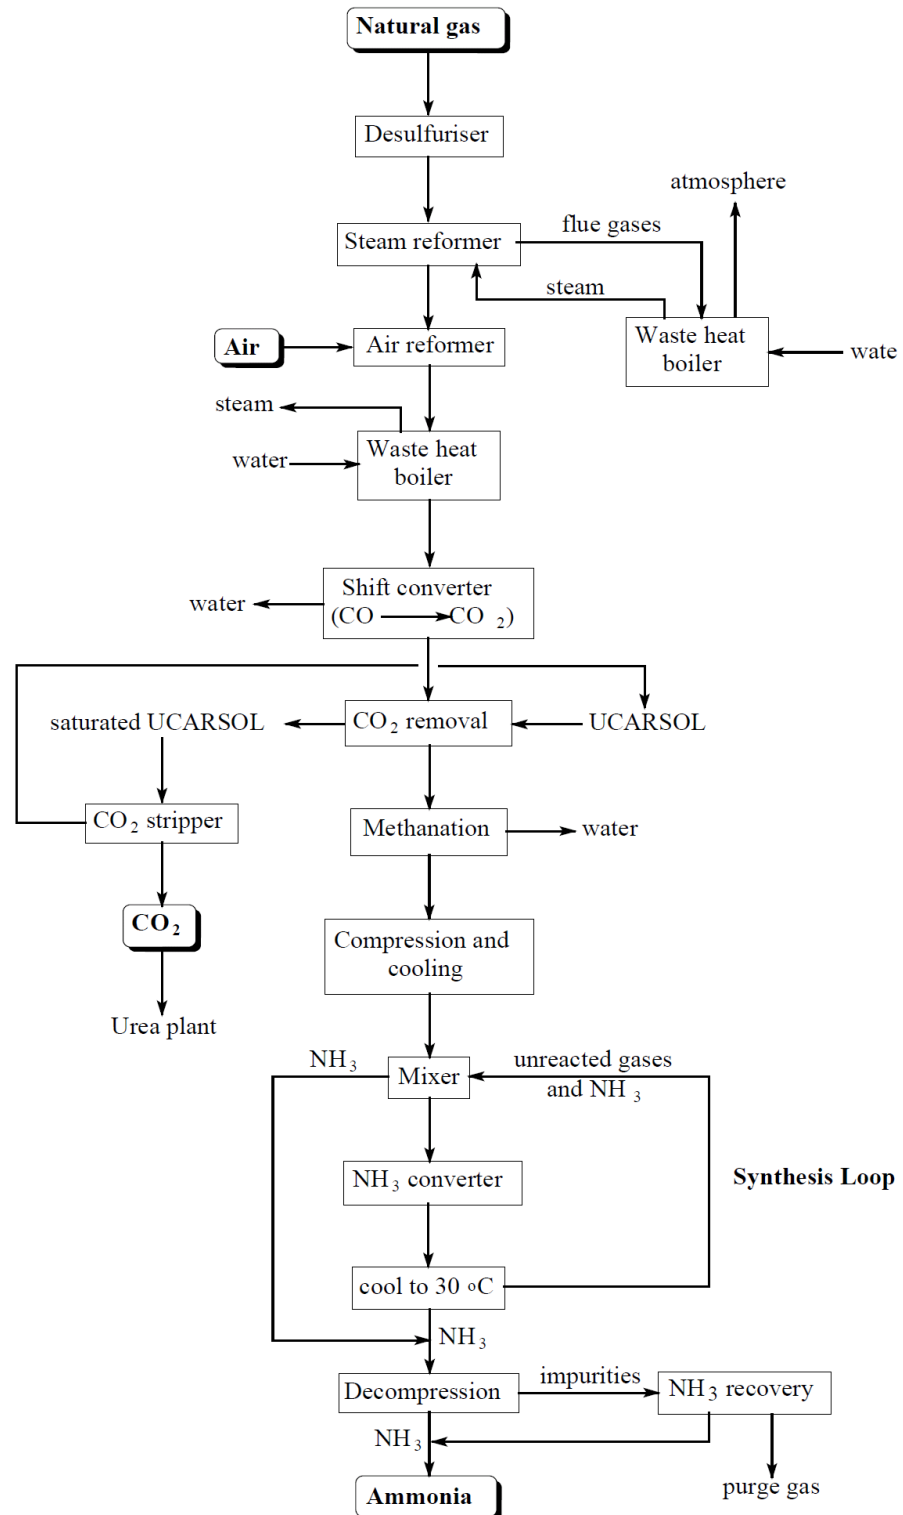 Natural gas
Desulfuriser
atmosphere
flue gases
Steam reformer
steam
Air
Air reformer
Waste heat
boiler
wate
steam
water
Waste heat
boiler
Shift converter
(CO → CO 2)
water
saturated UCARSOL
CO2 removal
UCARSOL
CO2 stripper
Methanation
water
CO2
Compression and
cooling
Urea plant
NH3
Mixer
unreacted gases
and NH3
NH3 converter
Synthesis Loop
cool to 30 oC
NH3
Decompression
impurities
NH3 recovery
NH3
purge gas
Ammonia